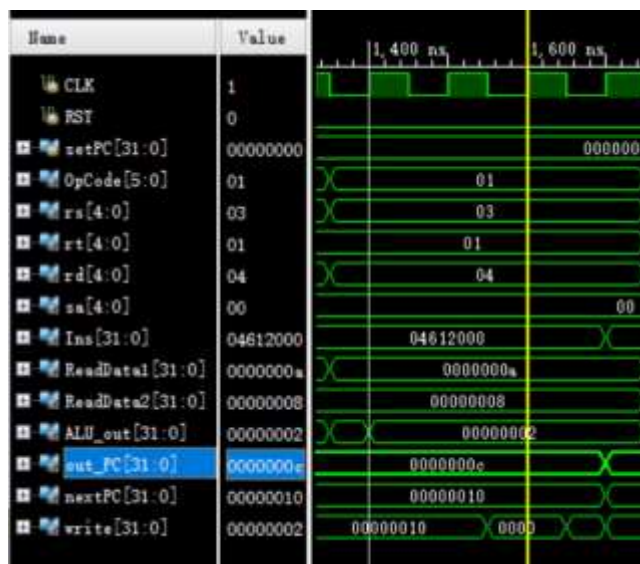 Name Value
1,400 ns 1,600 ns
CLK 1
RST 0
setPC[31:0] 00000000 000000
OpCode[5:0] 01 01
rs[4:0] 03 03
rt[4:0] 01 01
rd[4:0] 04 04
sa[4:0] 00 00
Ins[31:0] 04612000 04612000
ReadData1[31:0] 0000000a 0000000a
ReadData2[31:0] 00000008 00000008
ALU_out[31:0] 00000002 00000002
out_PC[31:0] 0000000c 0000000c
nextPC[31:0] 00000010 00000010
write[31:0] 00000002 00000010 0000